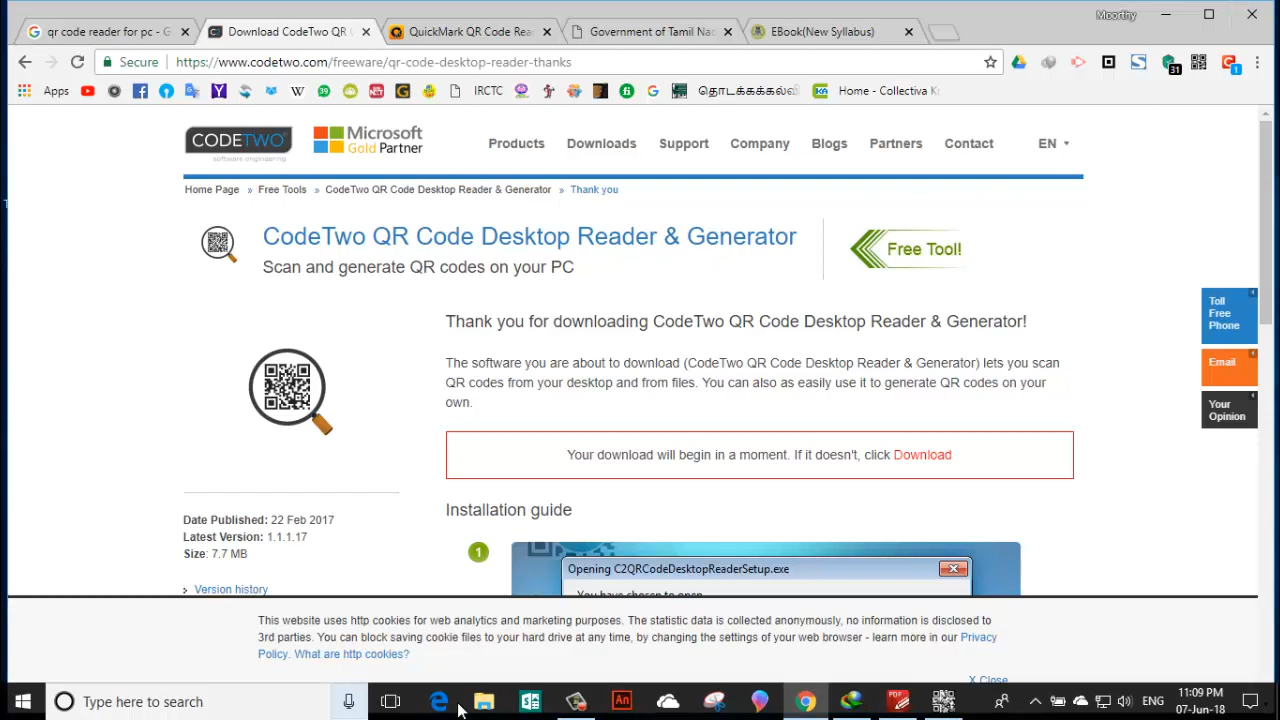 Moorthy
qr code reader for pc - G
Download CodeTwo QR C
QuickMark QR Code Rea
Government of Tamil Nad
EBook(New Syllabus)
Secure
https://www.codetwo.com/freeware/qr-code-desktop-reader-thanks
31
1
Apps
IRCTC
தொடக்கக்கல்வி
Home - Collectiva K
CODETWO
software engineering
Microsoft
Gold Partner
Products
Downloads
Support
Company
Blogs
Partners
Contact
EN
Home Page » Free Tools » CodeTwo QR Code Desktop Reader & Generator » Thank you
CodeTwo QR Code Desktop Reader & Generator
Scan and generate QR codes on your PC
Free Tool!
Toll
Free
Phone
Email
Your
Opinion
Thank you for downloading CodeTwo QR Code Desktop Reader & Generator!
The software you are about to download (CodeTwo QR Code Desktop Reader & Generator) lets you scan
QR codes from your desktop and from files. You can also as easily use it to generate QR codes on your
own.
Your download will begin in a moment. If it doesn't, click Download
Installation guide
Date Published: 22 Feb 2017
Latest Version: 1.1.1.17
Size: 7.7 MB
Version history
1
Opening C2QRCodeDesktopReaderSetup.exe
You have chosen to open
This website uses http cookies for web analytics and marketing purposes. The statistic data is collected anonymously, no information is disclosed to
3rd parties. You can block saving cookie files to your hard drive at any time, by changing the settings of your web browser - learn more in our Privacy
Policy. What are http cookies?
X Close
Type here to search
ENG
11:09 PM
07-Jun-18